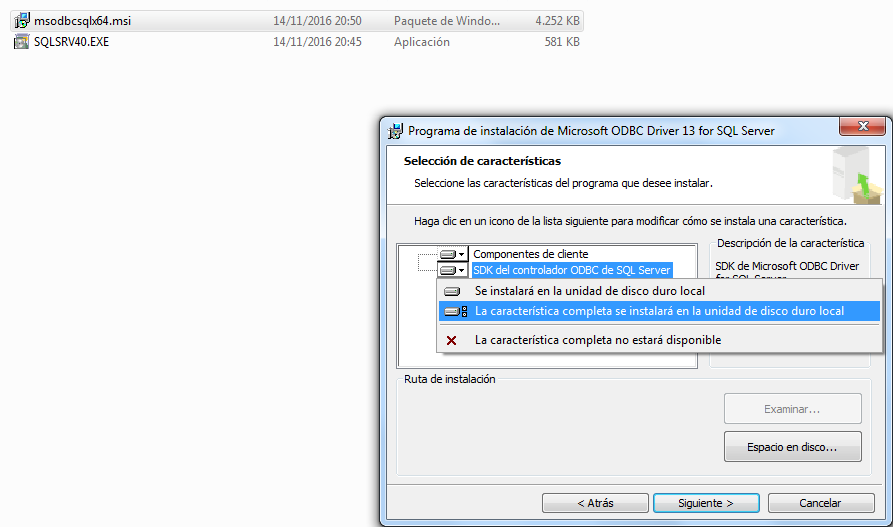 msodbcsqlx64.msi 14/11/2016 20:50 Paquete de Windo... 4.252 KB
SQLSRV40.EXE 14/11/2016 20:45 Aplicación 581 KB
Programa de instalación de Microsoft ODBC Driver 13 for SQL Server
Selección de características
Seleccione las características del programa que desee instalar.
Haga clic en un icono de la lista siguiente para modificar cómo se instala una característica.
Componentes de cliente
SDK del controlador ODBC de SQL Server
Descripción de la característica
SDK de Microsoft ODBC Driver
for SQL Server
Se instalará en la unidad de disco duro local
La característica completa se instalará en la unidad de disco duro local
La característica completa no estará disponible
Ruta de instalación
Examinar...
Espacio en disco...
< Atrás
Siguiente >
Cancelar